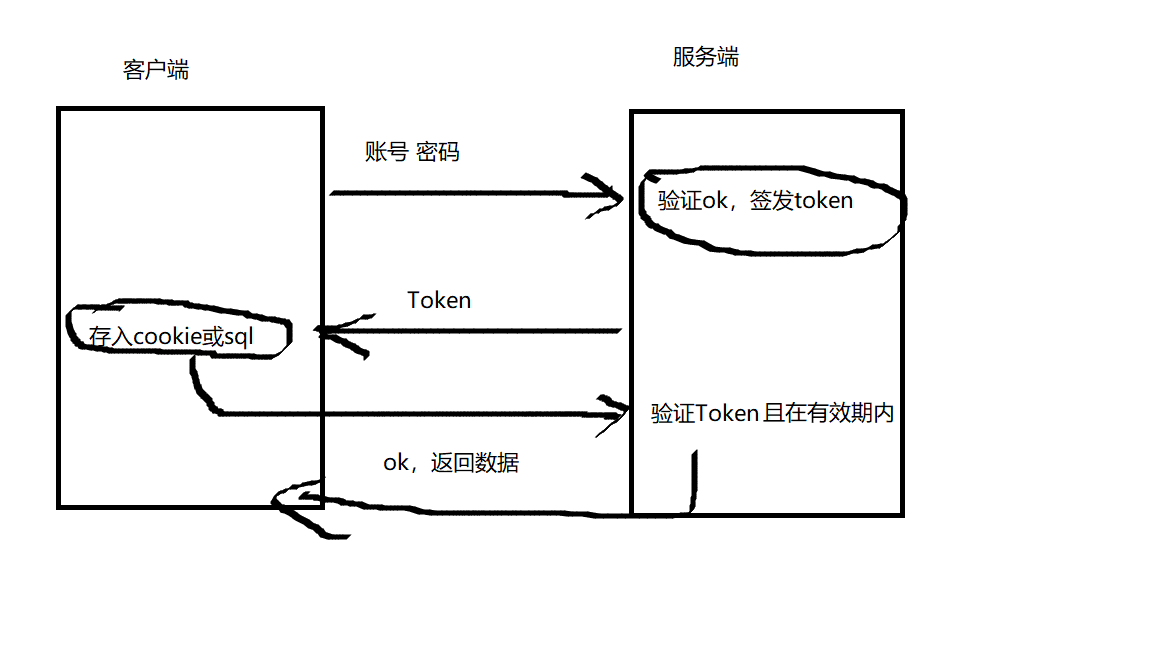 客户端
服务端
账号 密码
验证ok，签发token
Token
存入cookie或sql
验证Token 且在有效期内
ok，返回数据